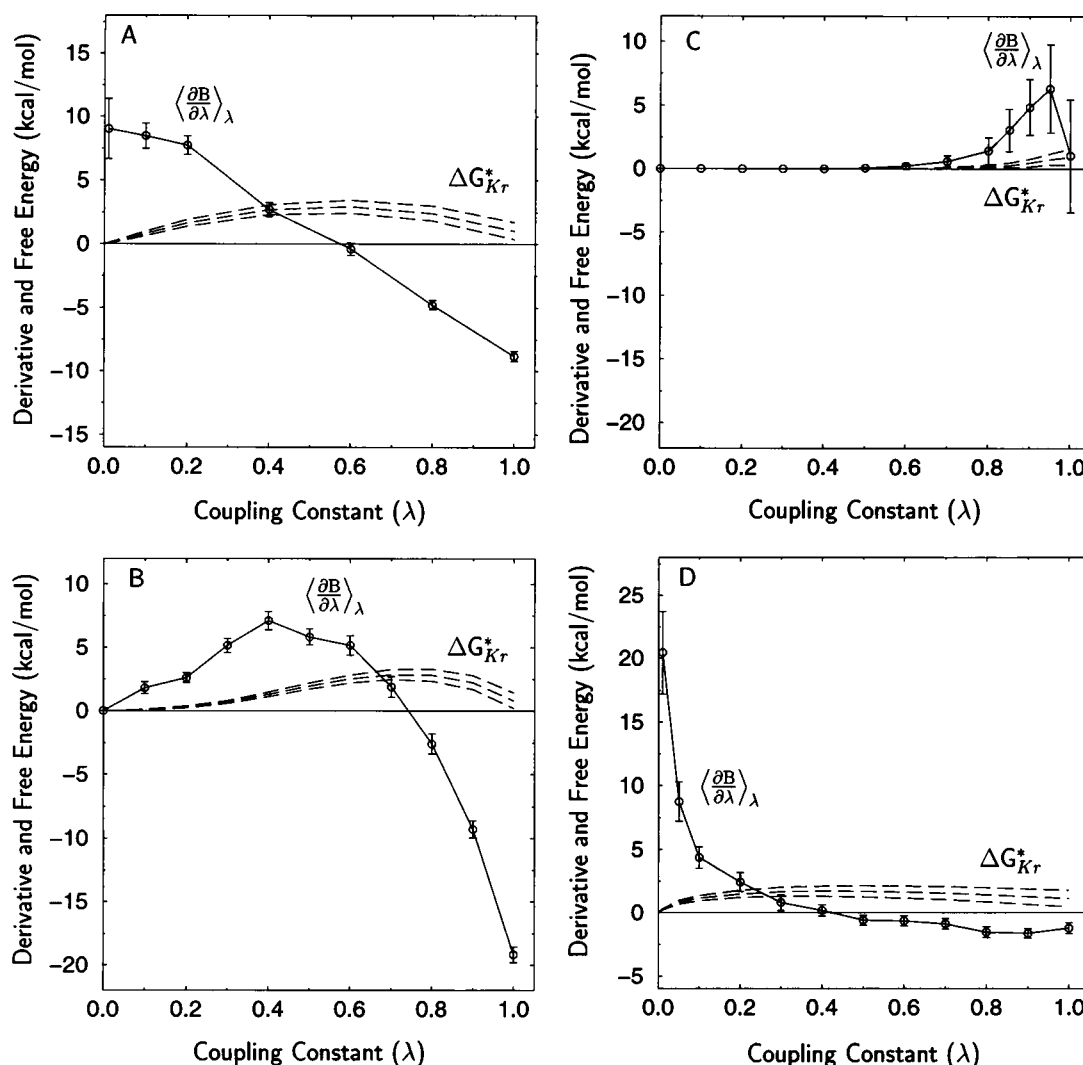 A
Derivative and Free Energy (kcal/mol)
10
5
0
−5
−10
−15
⟨∂B/∂λ⟩λ
ΔG*Kr
0.0 0.2 0.4 0.6 0.8 1.0
Coupling Constant (λ)
C
Derivative and Free Energy (kcal/mol)
10
5
0
−5
−10
−15
−20
⟨∂B/∂λ⟩λ
ΔG*Kr
0.0 0.2 0.4 0.6 0.8 1.0
Coupling Constant (λ)
B
Derivative and Free Energy (kcal/mol)
10
5
0
−5
−10
−15
−20
⟨∂B/∂λ⟩λ
ΔG*Kr
0.0 0.2 0.4 0.6 0.8 1.0
Coupling Constant (λ)
D
Derivative and Free Energy (kcal/mol)
25
20
15
10
5
0
−5
⟨∂B/∂λ⟩λ
ΔG*Kr
0.0 0.2 0.4 0.6 0.8 1.0
Coupling Constant (λ)